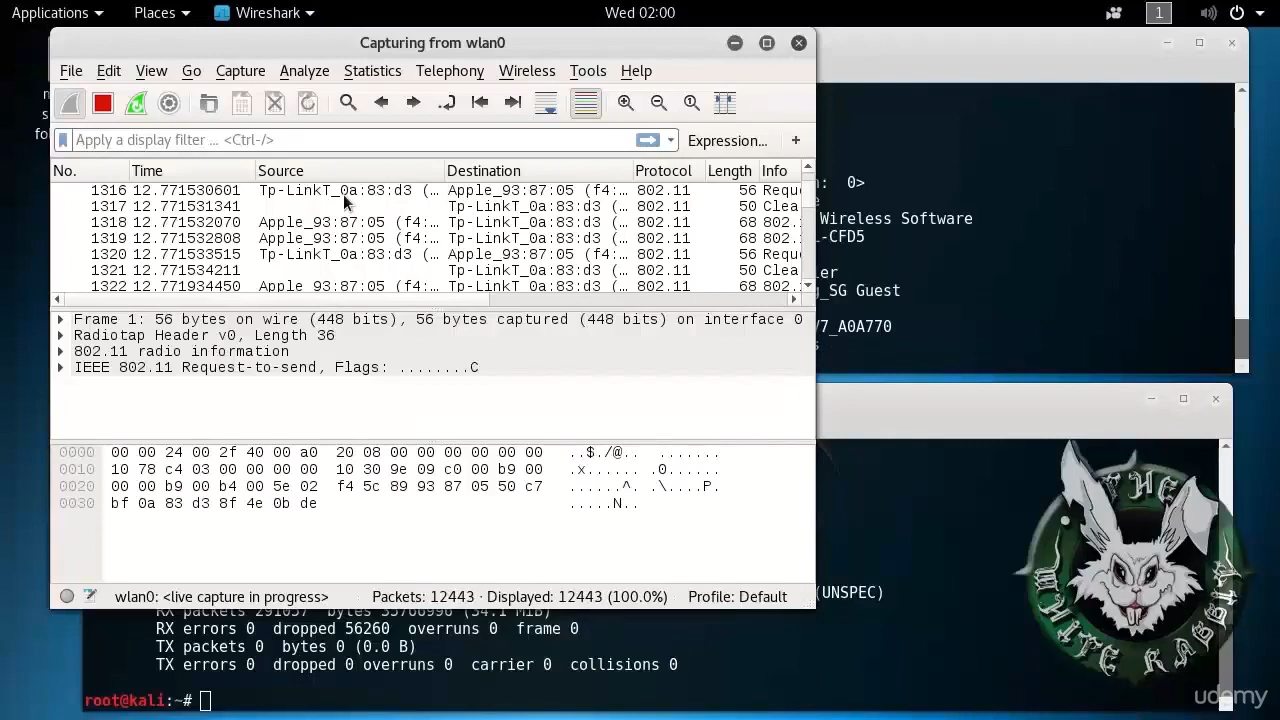 Applications Places Wireshark Wed 02:00 1
Capturing from wlan0
File Edit View Go Capture Analyze Statistics Telephony Wireless Tools Help
Apply a display filter ... <Ctrl-/> Expression... +
No. Time Source Destination Protocol Length Info
1316 12.771530601 Tp-LinkT_0a:83:d3 (… Apple_93:87:05 (f4:… 802.11 56 Requ
1317 12.771531341 Tp-LinkT_0a:83:d3 (… 802.11 50 Clea
1318 12.771532070 Apple_93:87:05 (f4:… Tp-LinkT_0a:83:d3 (… 802.11 68 802.
1319 12.771532808 Apple_93:87:05 (f4:… Tp-LinkT_0a:83:d3 (… 802.11 68 802.
1320 12.771533515 Tp-LinkT_0a:83:d3 (… Apple_93:87:05 (f4:… 802.11 56 Requ
1321 12.771534211 Tp-LinkT_0a:83:d3 (… 802.11 50 Clea
1322 12.771934450 Apple_93:87:05 (f4:… Tp-LinkT_0a:83:d3 (… 802.11 68 802.
Frame 1: 56 bytes on wire (448 bits), 56 bytes captured (448 bits) on interface 0
Radiotap Header v0, Length 36
802.11 radio information
IEEE 802.11 Request-to-send, Flags: ........C
0000 00 00 24 00 2f 40 00 a0 20 08 00 00 00 00 00 00 ..$./@.. .......
0010 10 78 c4 03 00 00 00 00 10 30 9e 09 c0 00 b9 00 .x...... .0......
0020 00 00 b9 00 b4 00 5e 02 f4 5c 89 93 87 05 50 c7 ......^. .\....P.
0030 bf 0a 83 d3 8f 4e 0b de .....N..
wlan0: <live capture in progress> Packets: 12443 · Displayed: 12443 (100.0%) Profile: Default
: 0>
Wireless Software
-CFD5
ler
_SG Guest
/7_A0A770
s
(UNSPEC)
RX packets 291057 bytes 35760996 (34.1 MiB)
RX errors 0 dropped 56260 overruns 0 frame 0
TX packets 0 bytes 0 (0.0 B)
TX errors 0 dropped 0 overruns 0 carrier 0 collisions 0
root@kali:~#
THE
WHITE RABBIT
udemy